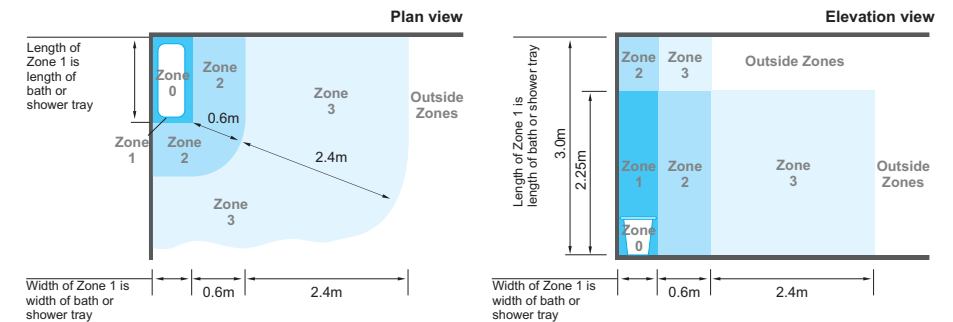 Plan view
Length of
Zone 1 is
length of
bath or
shower tray
Zone
0
Zone
2
Zone
3
Outside
Zones
0.6m
Zone
1
Zone
2
2.4m
Zone
3
Width of Zone 1 is
width of bath or
shower tray
0.6m
2.4m
Elevation view
Length of Zone 1 is
length of bath or shower tray
3.0m
2.25m
Zone
2
Zone
3
Outside Zones
Zone
1
Zone
2
Zone
3
Outside
Zones
Zone
0
Width of Zone 1 is
width of bath or
shower tray
0.6m
2.4m